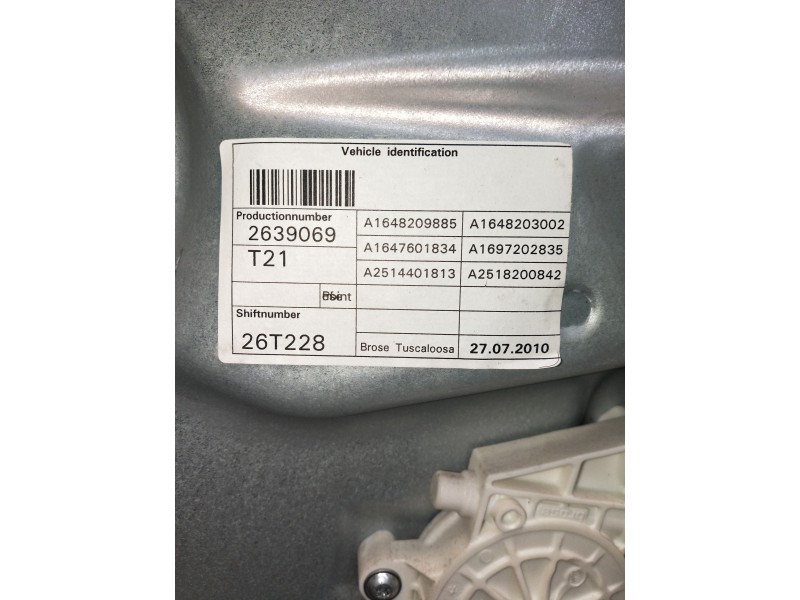 Vehicle identification
Productionnumber
2639069
A1648209885 A1648203002
T21
A1647601834 A1697202835
A2514401813 A2518200842
Shiftnumber
26T228
Brose Tuscaloosa 27.07.2010